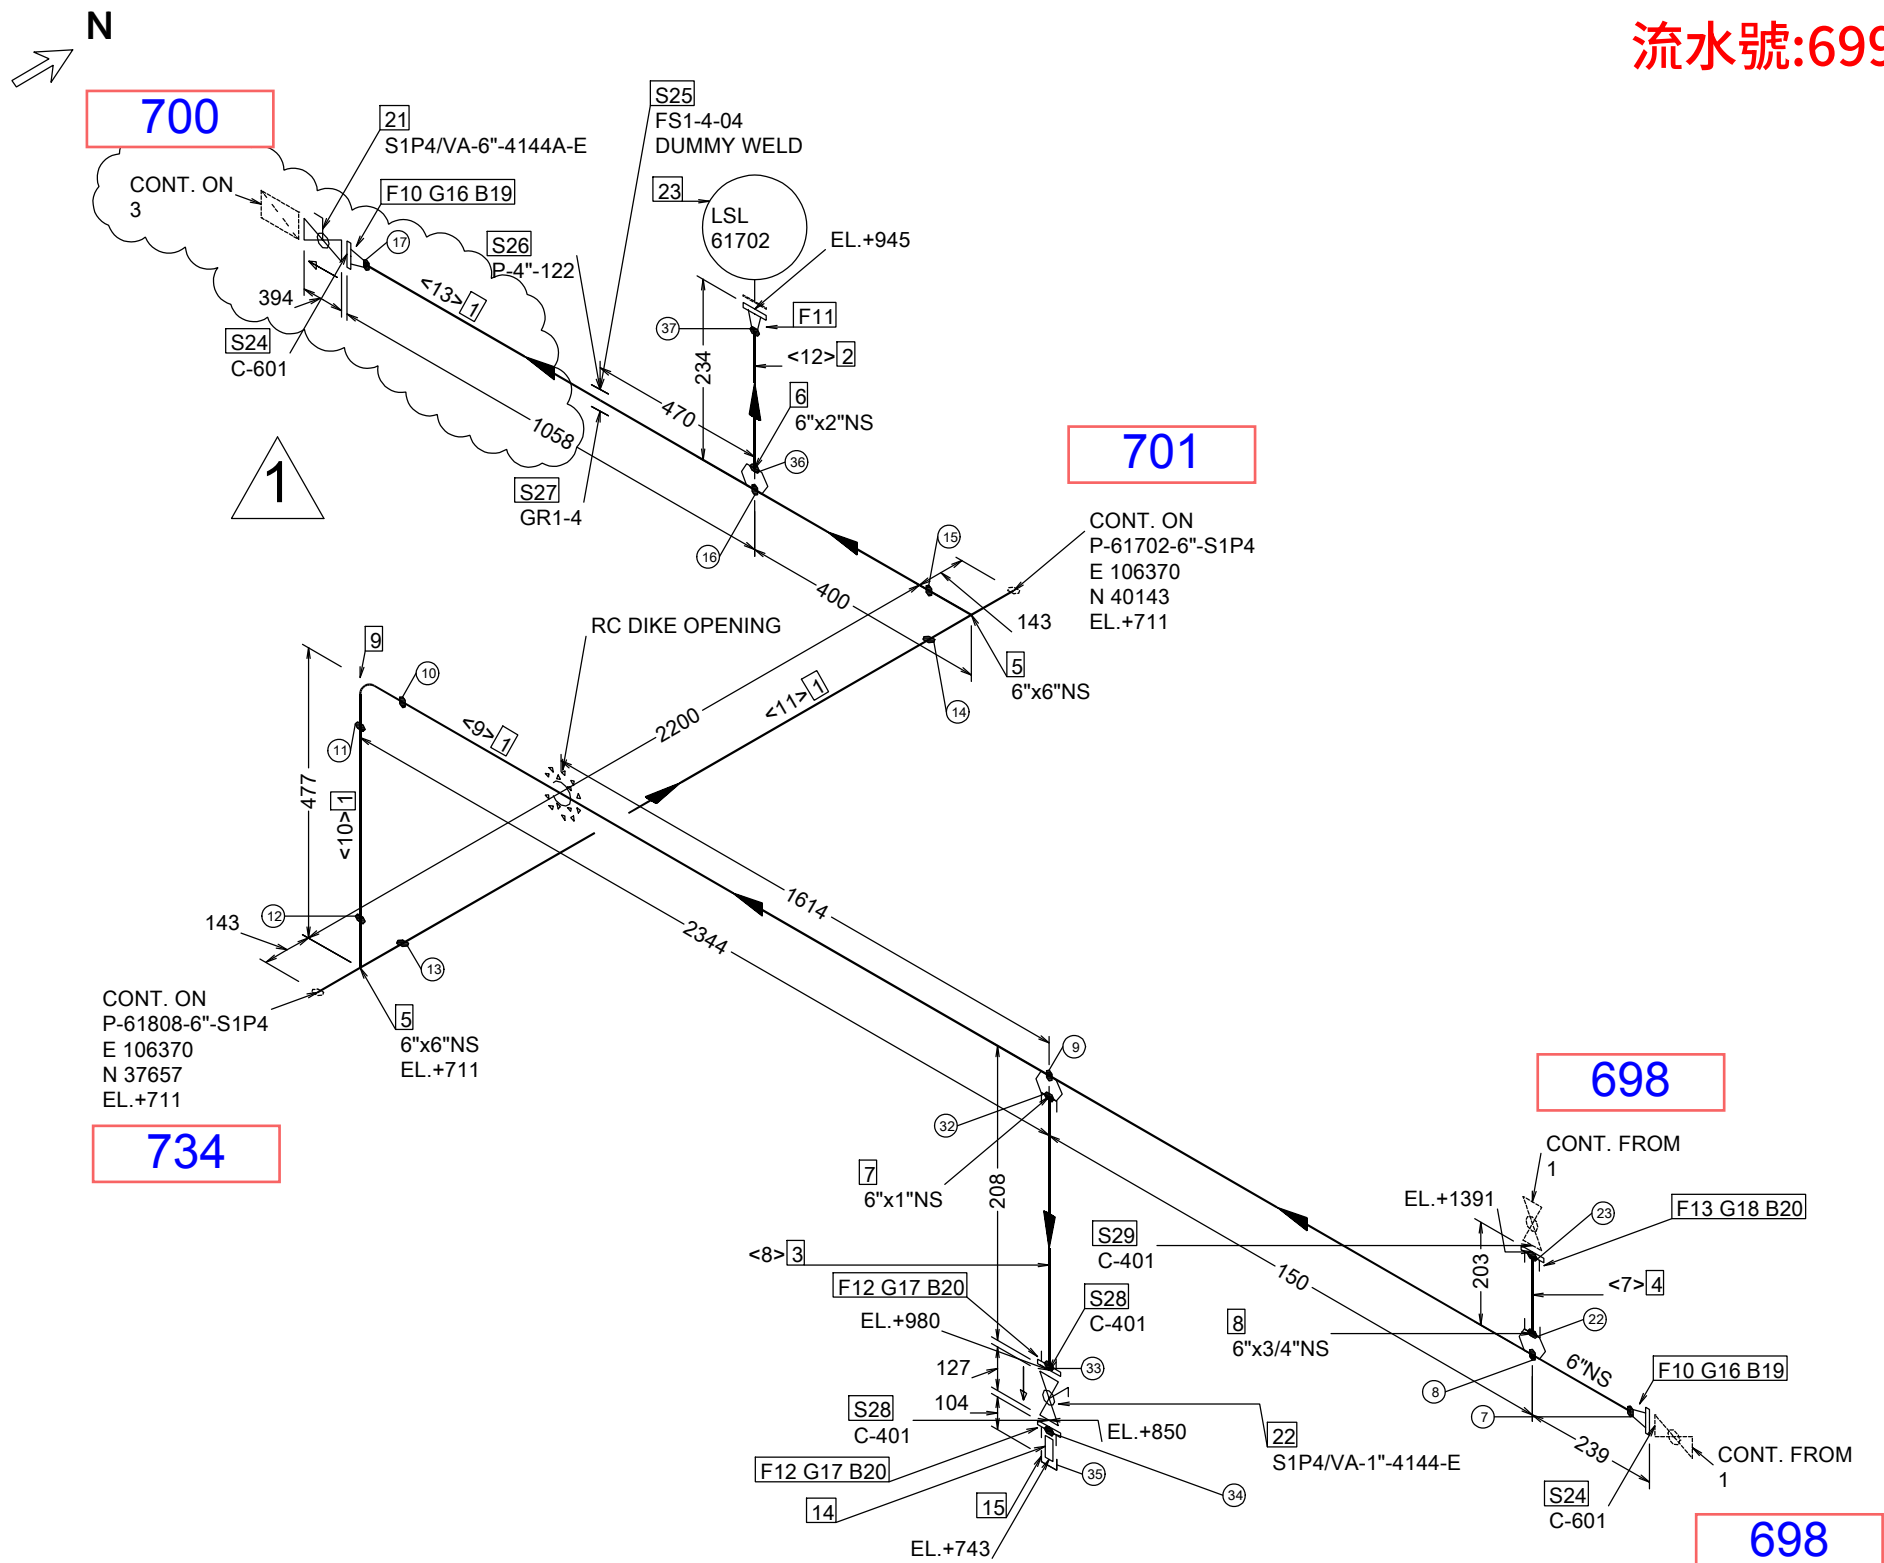 N
流水號:699
700
21
S1P4/VA-6"-4144A-E
CONT. ON
3
F10 G16 B19
17
S25
FS1-4-04
DUMMY WELD
23
LSL
61702
EL.+945
S26
P-4"-122
<13> 1
394
S24
C-601
234
37
F11
<12> 2
6
6"x2"NS
470
1058
36
1
S27
GR1-4
16
701
CONT. ON
P-61702-6"-S1P4
E 106370
N 40143
EL.+711
15
400
143
RC DIKE OPENING
9
10
5
6"x6"NS
14
<11> 1
2200
<9> 1
11
477
<10> 1
1614
2344
12
143
13
CONT. ON
P-61808-6"-S1P4
E 106370
N 37657
EL.+711
5
6"x6"NS
EL.+711
734
9
32
7
6"x1"NS
208
698
CONT. FROM
1
EL.+1391
23
F13 G18 B20
S29
C-401
203
<7> 4
<8> 3
150
F12 G17 B20
S28
C-401
EL.+980
8
6"x3/4"NS
22
33
127
6"NS
F10 G16 B19
8
7
104
S28
C-401
EL.+850
22
S1P4/VA-1"-4144-E
239
CONT. FROM
1
F12 G17 B20
35
34
14
15
S24
C-601
EL.+743
698